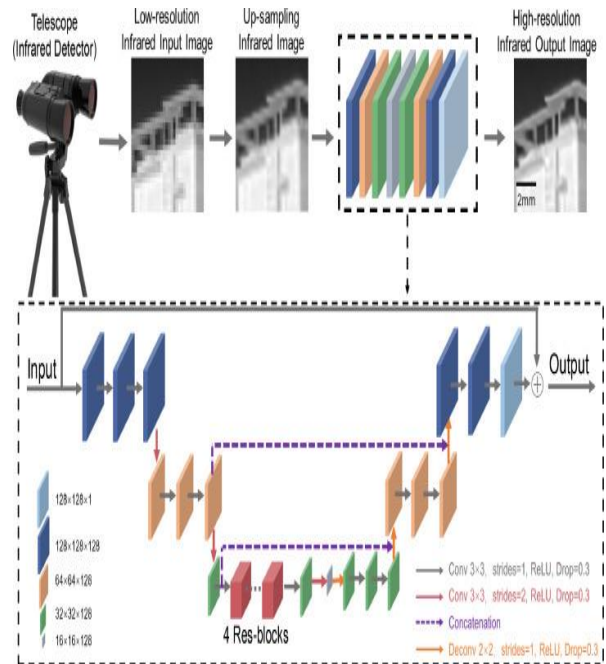 Telescope
(Infrared Detector)
Low-resolution
Infrared Input Image
Up-sampling
Infrared Image
High-resolution
Infrared Output Image
2mm
Input
Output
128×128×1
128×128×128
64×64×128
32×32×128
16×16×128
4 Res-blocks
Conv 3×3, strides=1, ReLU, Drop=0.3
Conv 3×3, strides=2, ReLU, Drop=0.3
Concatenation
Deconv 2×2, strides=1, ReLU, Drop=0.3